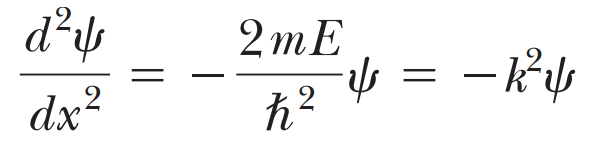 d²ψ/dx² = −2mE/ħ² ψ = −k²ψ